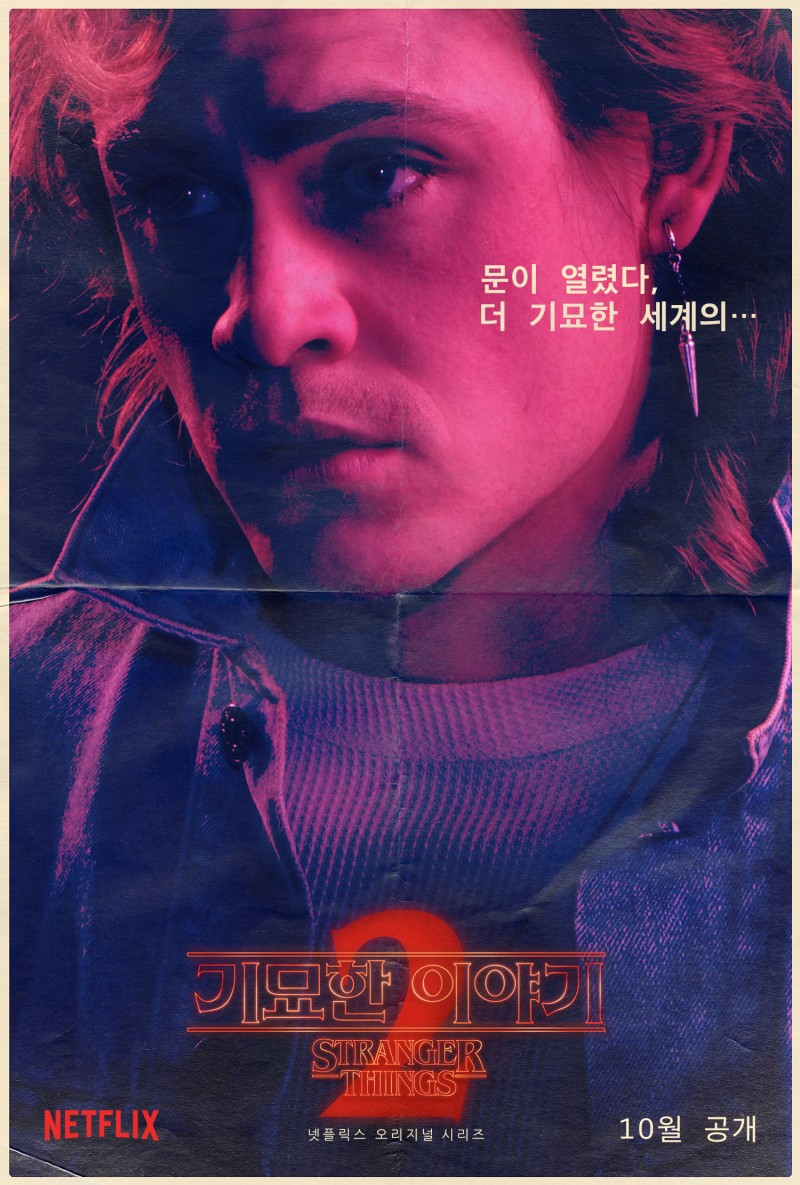 문이 열렸다,
더 기묘한 세계의…
2
기묘한 이야기
STRANGER
THINGS
NETFLIX
넷플릭스 오리지널 시리즈
10월 공개